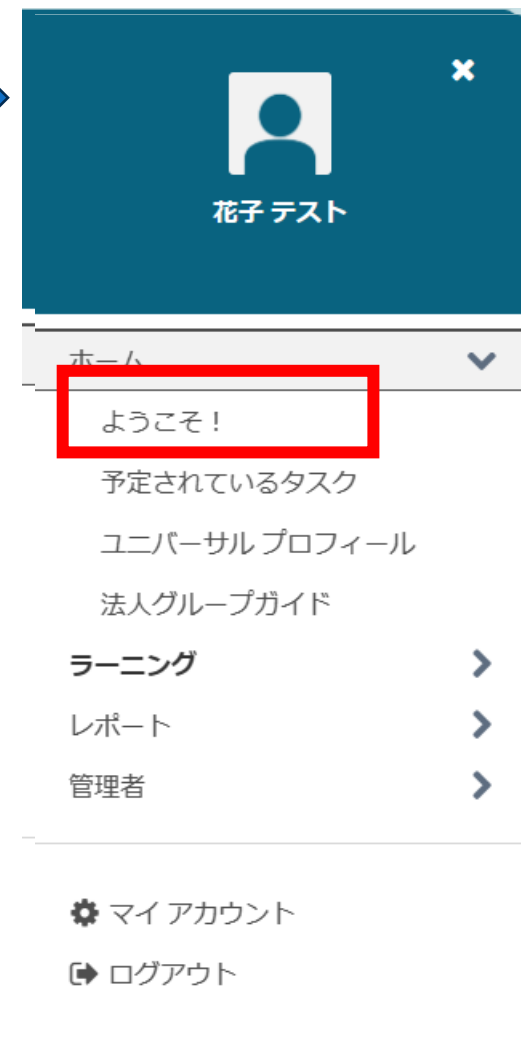 花子 テスト
ホーム
ようこそ！
予定されているタスク
ユニバーサル プロフィール
法人グループガイド
ラーニング
レポート
管理者
マイ アカウント
ログアウト